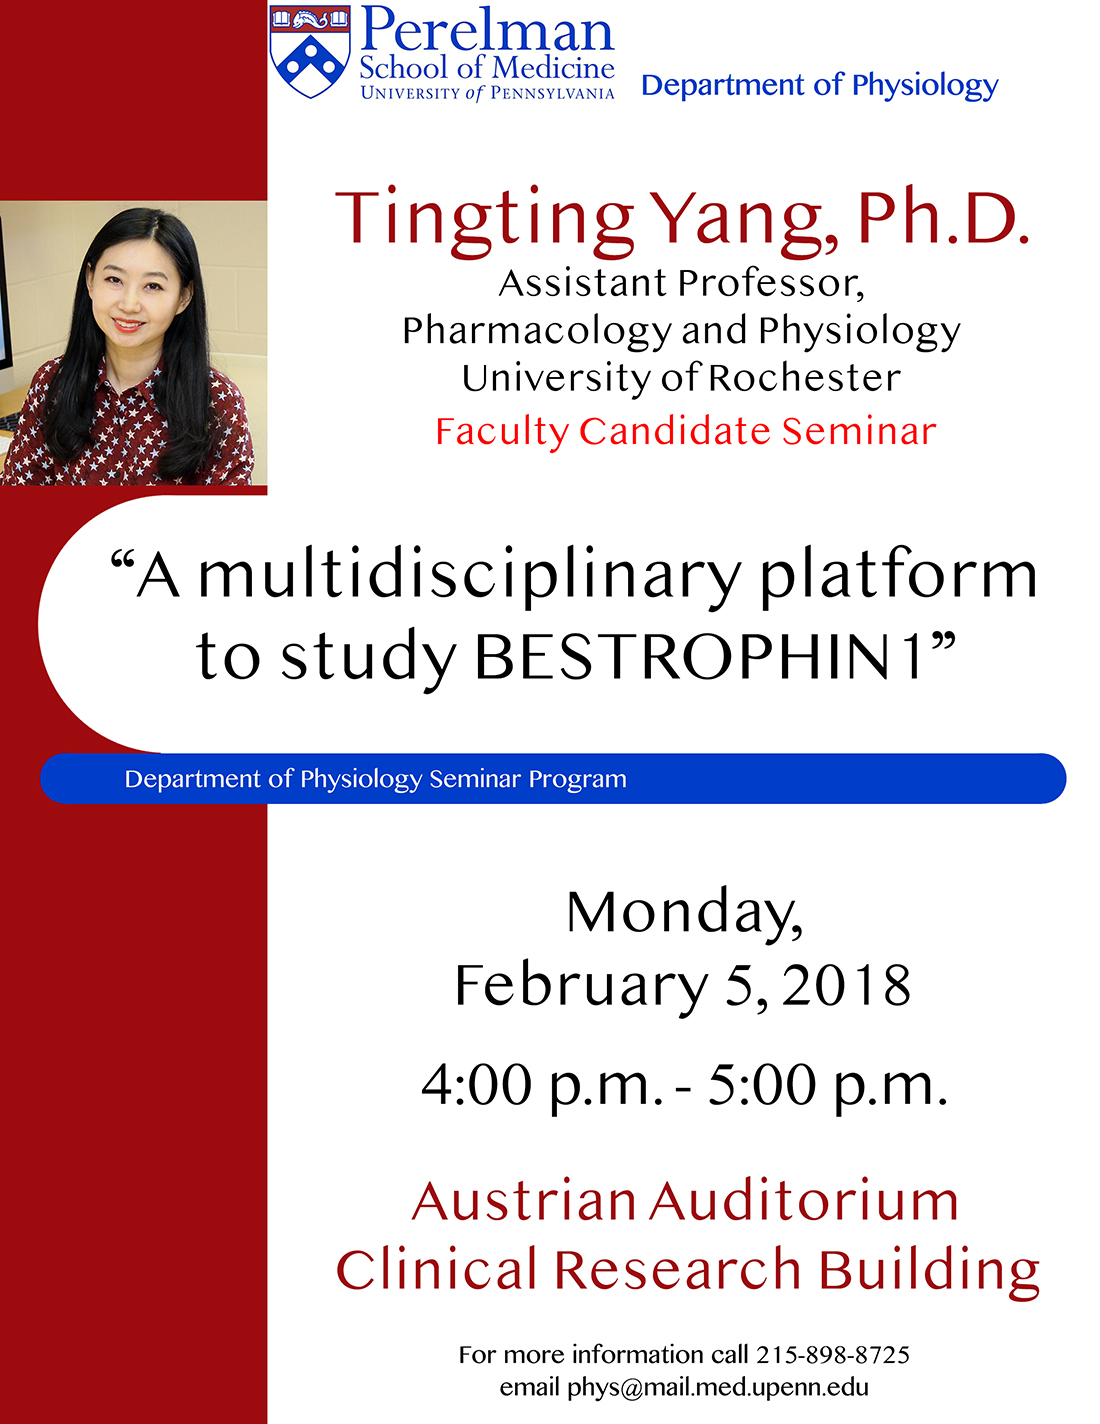 Perelman
School of Medicine
UNIVERSITY of PENNSYLVANIA
Department of Physiology
Tingting Yang, Ph.D.
Assistant Professor,
Pharmacology and Physiology
University of Rochester
Faculty Candidate Seminar
“A multidisciplinary platform
to study BESTROPHIN1”
Department of Physiology Seminar Program
Monday,
February 5, 2018
4:00 p.m. - 5:00 p.m.
Austrian Auditorium
Clinical Research Building
For more information call 215-898-8725
email phys@mail.med.upenn.edu